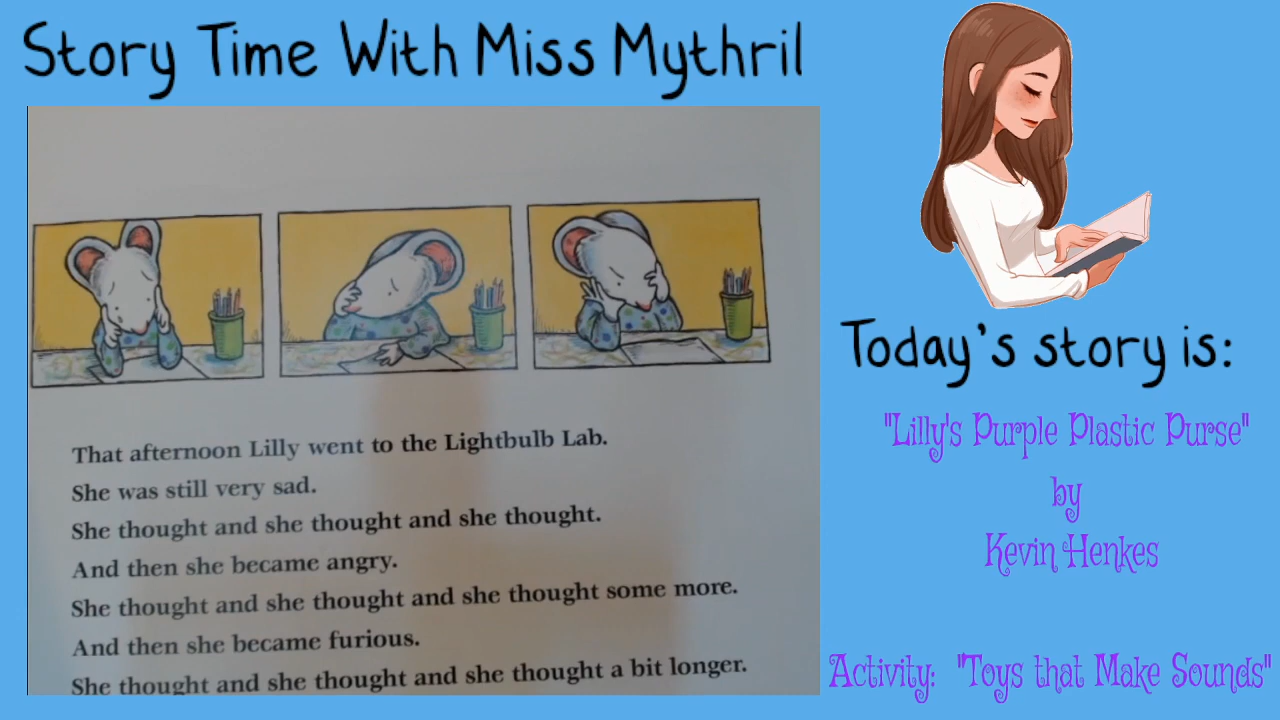 Story Time With Miss Mythril
That afternoon Lilly went to the Lightbulb Lab.
She was still very sad.
She thought and she thought and she thought.
And then she became angry.
She thought and she thought and she thought some more.
And then she became furious.
She thought and she thought and she thought a bit longer.
Today's story is:
"Lilly's Purple Plastic Purse"
by
Kevin Henkes
Activity: "Toys that Make Sounds"